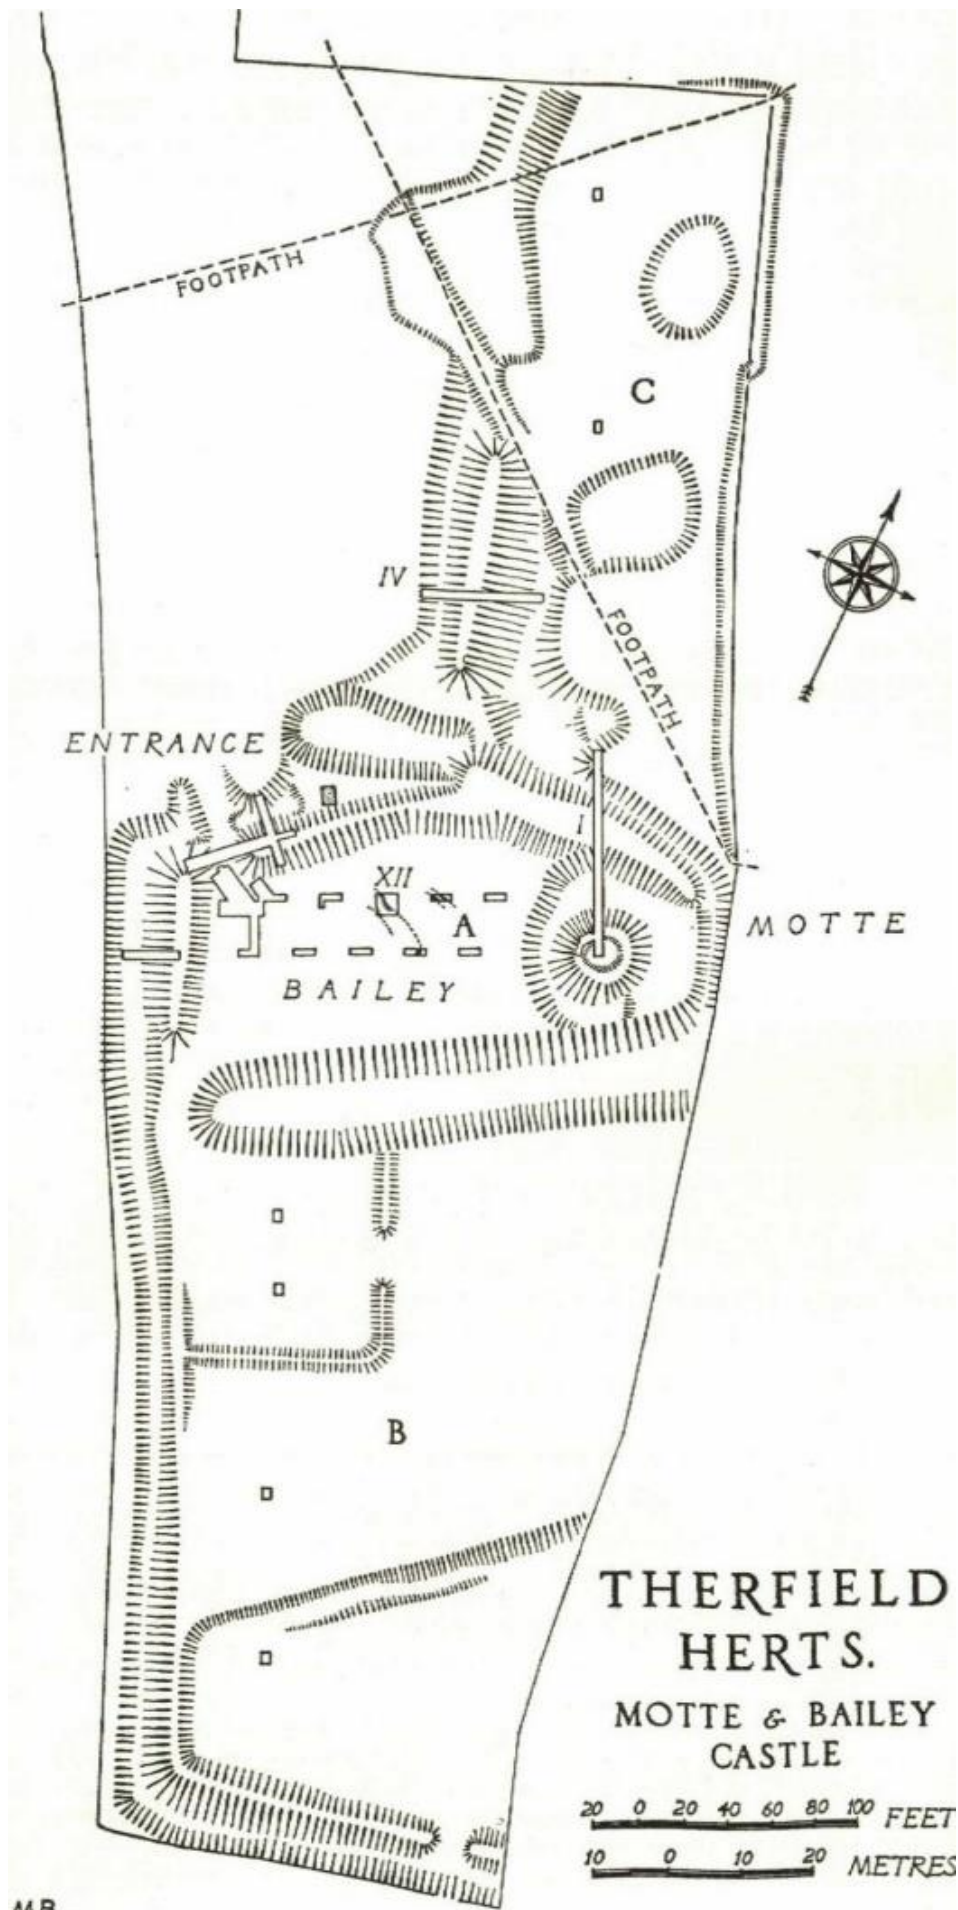 FOOTPATH
C
IV
FOOTPATH
ENTRANCE
I
XII
A
MOTTE
BAILEY
B
THERFIELD
HERTS.
MOTTE & BAILEY
CASTLE
20 0 20 40 60 80 100 FEET
10 0 10 20 METRES